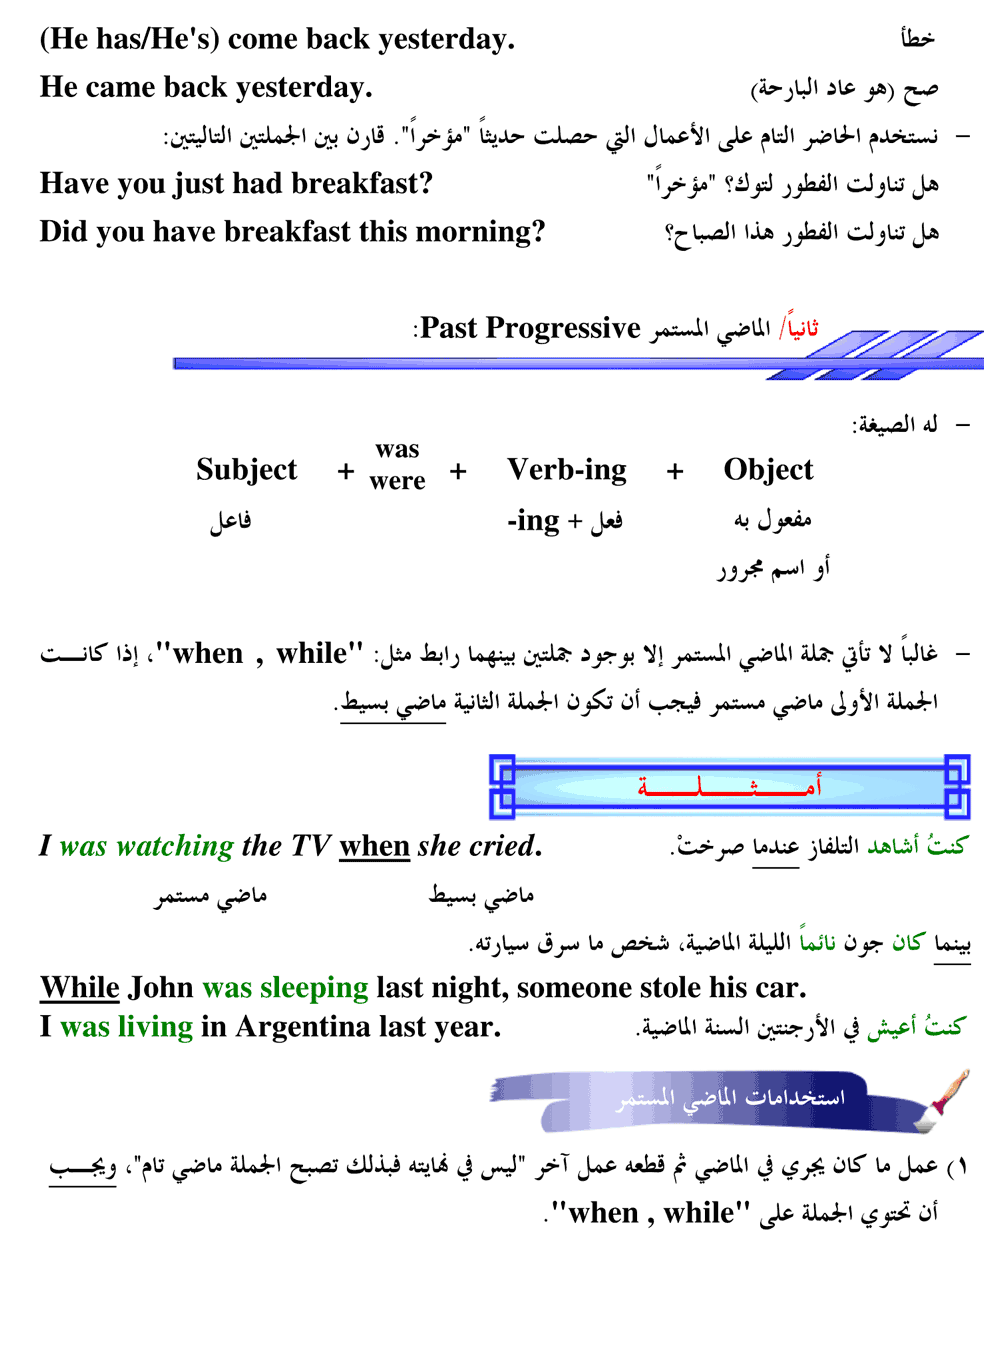 (He has/He's) come back yesterday. خطأ
He came back yesterday. صح (هو عاد البارحة)
– نستخدم الحاضر التام على الأعمال التي حصلت حديثاً "مؤخراً". قارن بين الجملتين التاليتين:
Have you just had breakfast? هل تناولت الفطور لتوك؟ "مؤخراً"
Did you have breakfast this morning? هل تناولت الفطور هذا الصباح؟
ثانياً/ الماضي المستمر Past Progressive:
– له الصيغة:
Subject + was were + Verb-ing + Object
فاعل فعل + ing- مفعول به
أو اسم مجرور
– غالباً لا تأتي جملة الماضي المستمر إلا بوجود جملتين بينهما رابط مثل: "when , while"، إذا كانــت
الجملة الأولى ماضي مستمر فيجب أن تكون الجملة الثانية ماضي بسيط.
أمــــثــــلــــة
I was watching the TV when she cried. كنتُ أشاهد التلفاز عندما صرختْ.
ماضي مستمر ماضي بسيط
بينما كان جون نائماً الليلة الماضية، شخص ما سرق سيارته.
While John was sleeping last night, someone stole his car.
I was living in Argentina last year. كنتُ أعيش في الأرجنتين السنة الماضية.
استخدامات الماضي المستمر
١) عمل ما كان يجري في الماضي ثم قطعه عمل آخر "ليس في نهايته فبذلك تصبح الجملة ماضي تام"، ويجــب
أن تحتوي الجملة على "when , while".